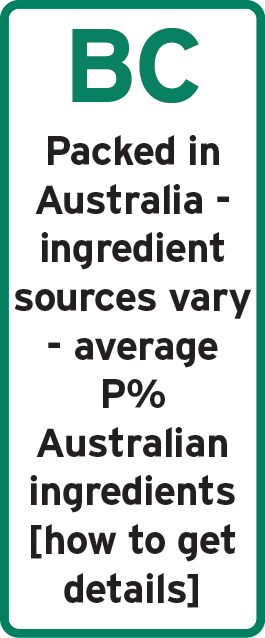 BC
Packed in
Australia -
ingredient
sources vary
- average
P%
Australian
ingredients
[how to get
details]